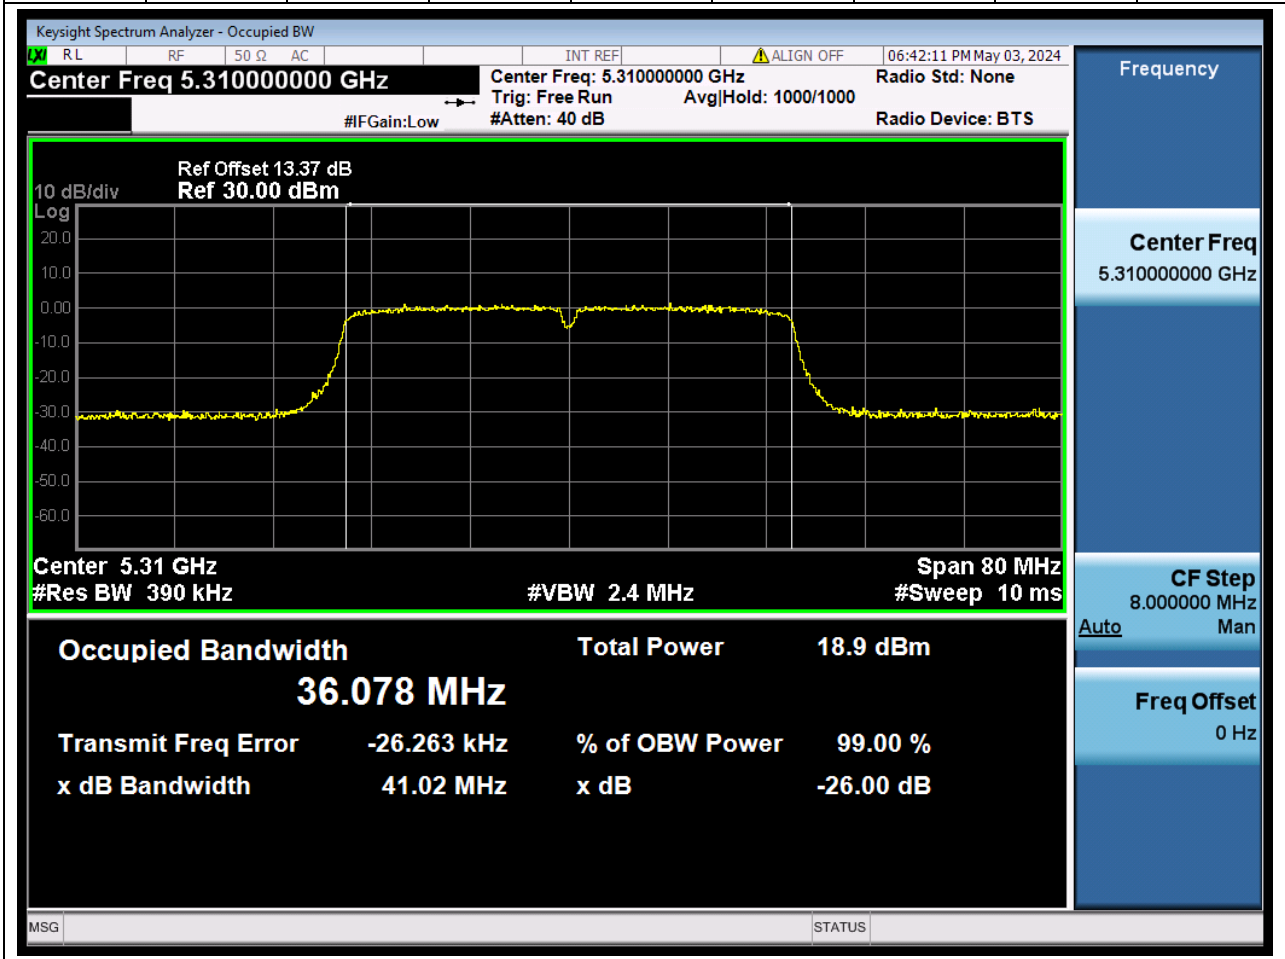 Keysight Spectrum Analyzer - Occupied BW
LXI RL RF 50 Ω AC INT REF ALIGN OFF 06:42:11 PM May 03, 2024
Center Freq 5.310000000 GHz
Center Freq: 5.310000000 GHz Radio Std: None
Trig: Free Run Avg|Hold: 1000/1000
#IFGain:Low #Atten: 40 dB Radio Device: BTS
Ref Offset 13.37 dB
10 dB/div Ref 30.00 dBm
Log
20.0
10.0
0.00
-10.0
-20.0
-30.0
-40.0
-50.0
-60.0
Center 5.31 GHz Span 80 MHz
#Res BW 390 kHz #VBW 2.4 MHz #Sweep 10 ms
Occupied Bandwidth Total Power 18.9 dBm
36.078 MHz
Transmit Freq Error -26.263 kHz % of OBW Power 99.00 %
x dB Bandwidth 41.02 MHz x dB -26.00 dB
MSG STATUS
Frequency
Center Freq
5.310000000 GHz
CF Step
8.000000 MHz
Auto Man
Freq Offset
0 Hz